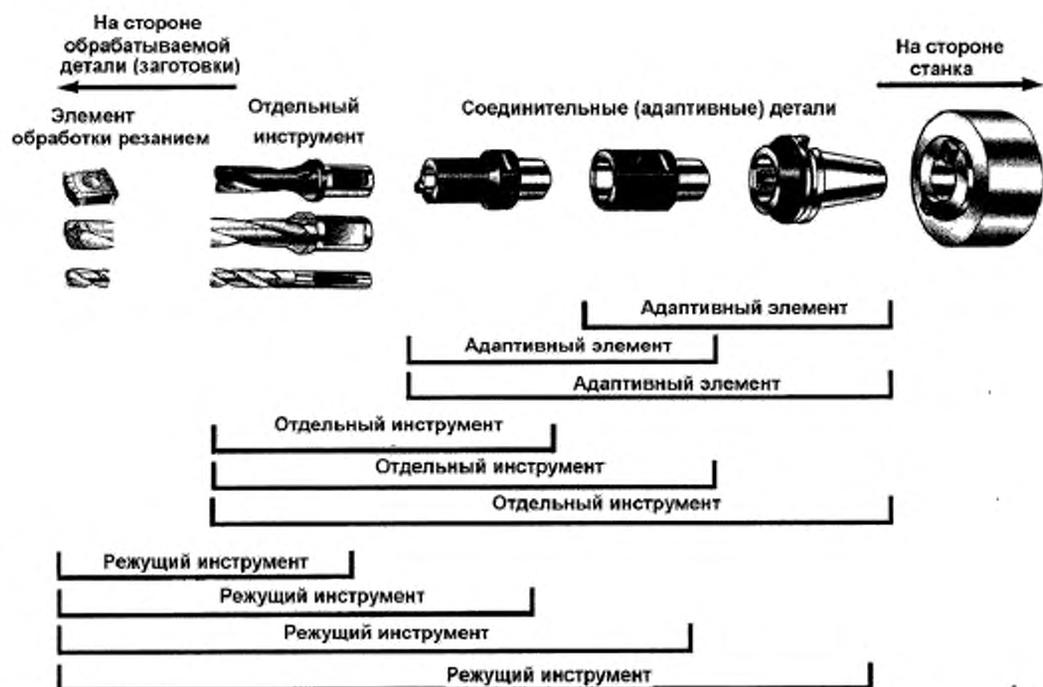 На стороне
обрабатываемой
детали (заготовки)
На стороне
станка
Элемент
обработки резанием
Отдельный
инструмент
Соединительные (адаптивные) детали
Адаптивный элемент
Адаптивный элемент
Адаптивный элемент
Отдельный инструмент
Отдельный инструмент
Отдельный инструмент
Режущий инструмент
Режущий инструмент
Режущий инструмент
Режущий инструмент